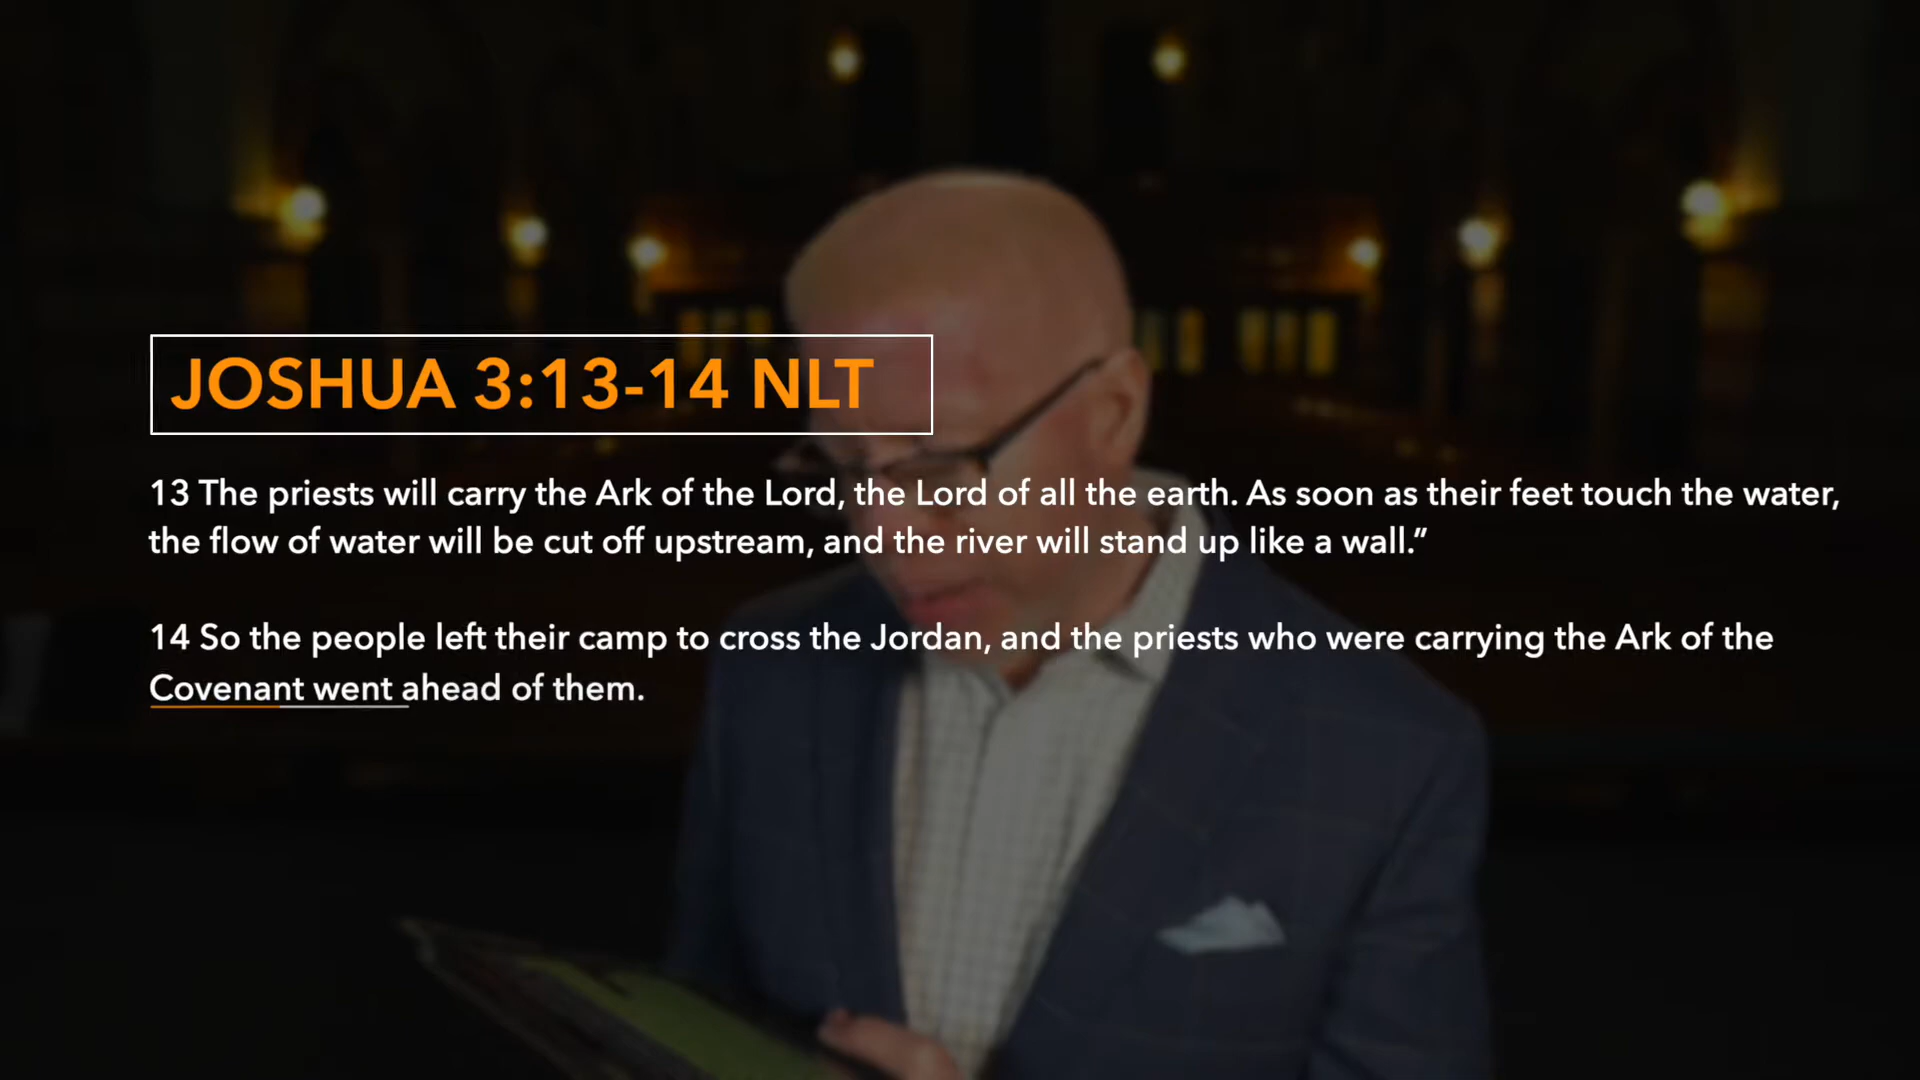 JOSHUA 3:13-14 NLT
13 The priests will carry the Ark of the Lord, the Lord of all the earth. As soon as their feet touch the water,
the flow of water will be cut off upstream, and the river will stand up like a wall.”
14 So the people left their camp to cross the Jordan, and the priests who were carrying the Ark of the
Covenant went ahead of them.